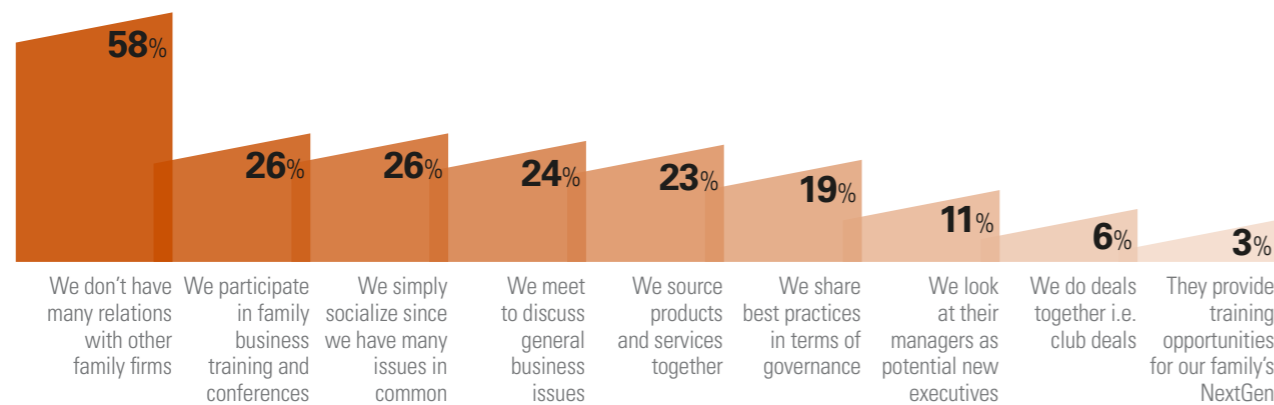 58%
26%
26%
24%
23%
19%
11%
6%
3%
We don't have
many relations
with other
family firms
We participate
in family
business
training and
conferences
We simply
socialize since
we have many
issues in
common
We meet
to discuss
general
business
issues
We source
products
and services
together
We share
best practices
in terms of
governance
We look
at their
managers as
potential new
executives
We do deals
together i.e.
club deals
They provide
training
opportunities
for our family's
NextGen